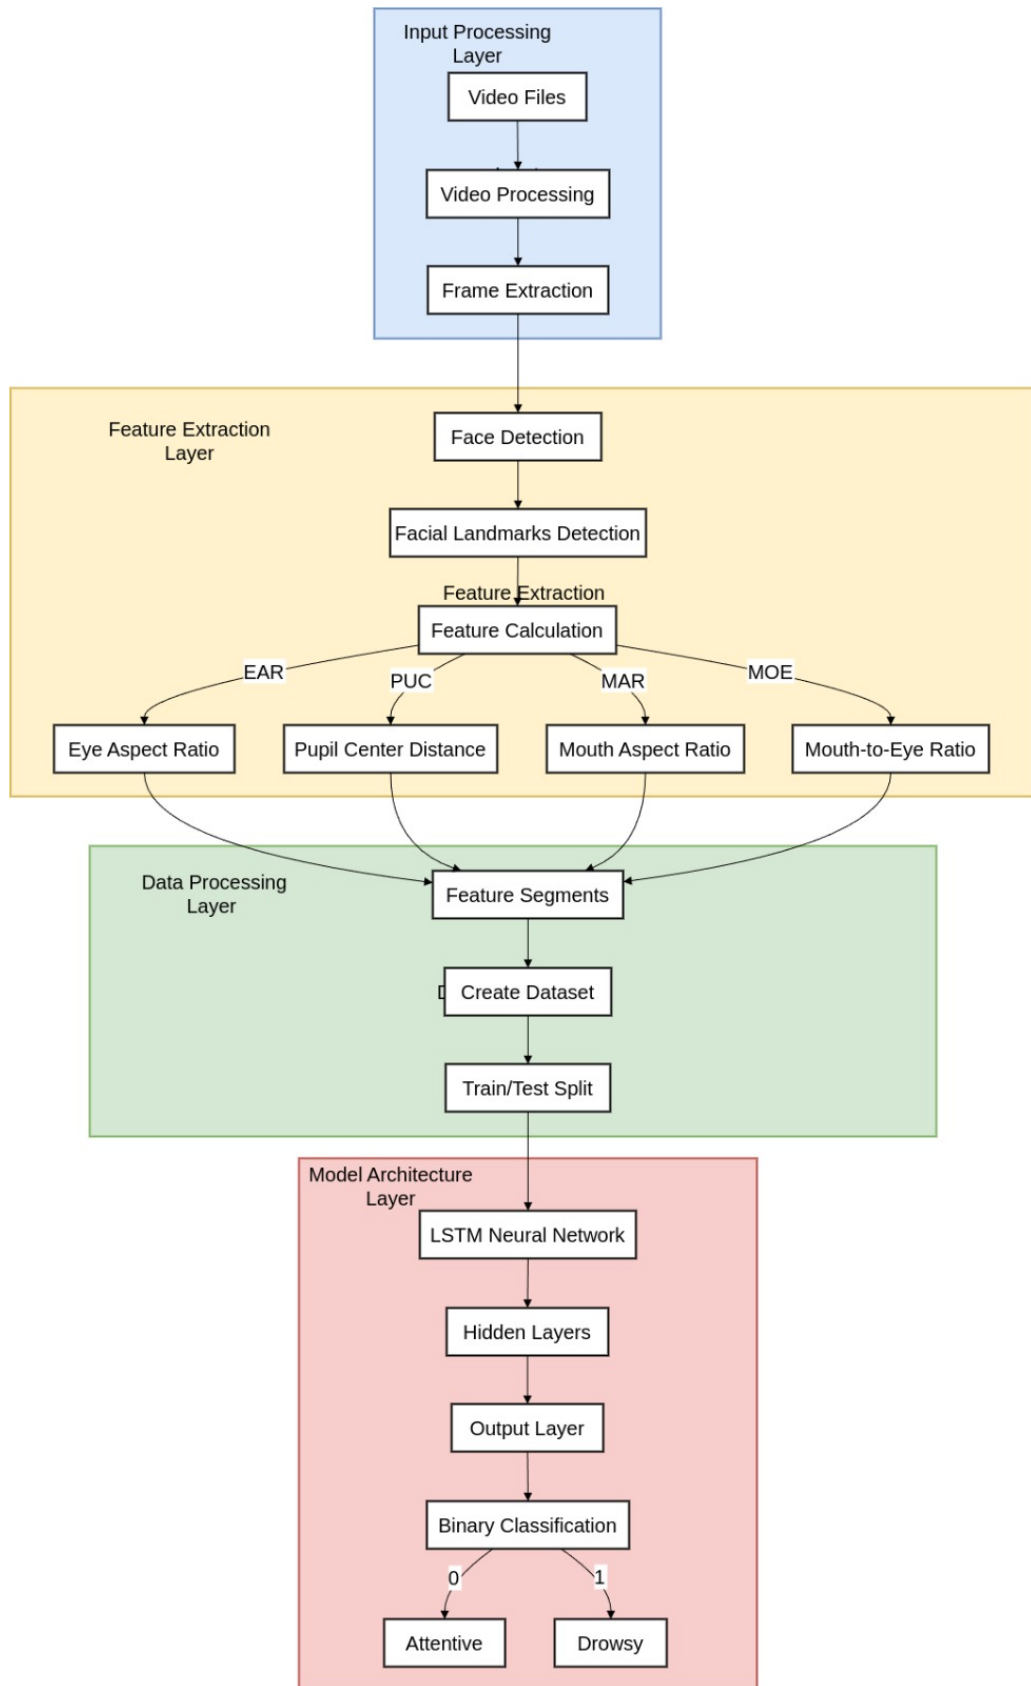 Input Processing
Layer
Video Files
Video Processing
Frame Extraction
Feature Extraction
Layer
Face Detection
Facial Landmarks Detection
Feature Extraction
Feature Calculation
EAR
PUC
MAR
MOE
Eye Aspect Ratio
Pupil Center Distance
Mouth Aspect Ratio
Mouth-to-Eye Ratio
Data Processing
Layer
Feature Segments
Create Dataset
Train/Test Split
Model Architecture
Layer
LSTM Neural Network
Hidden Layers
Output Layer
Binary Classification
0
1
Attentive
Drowsy